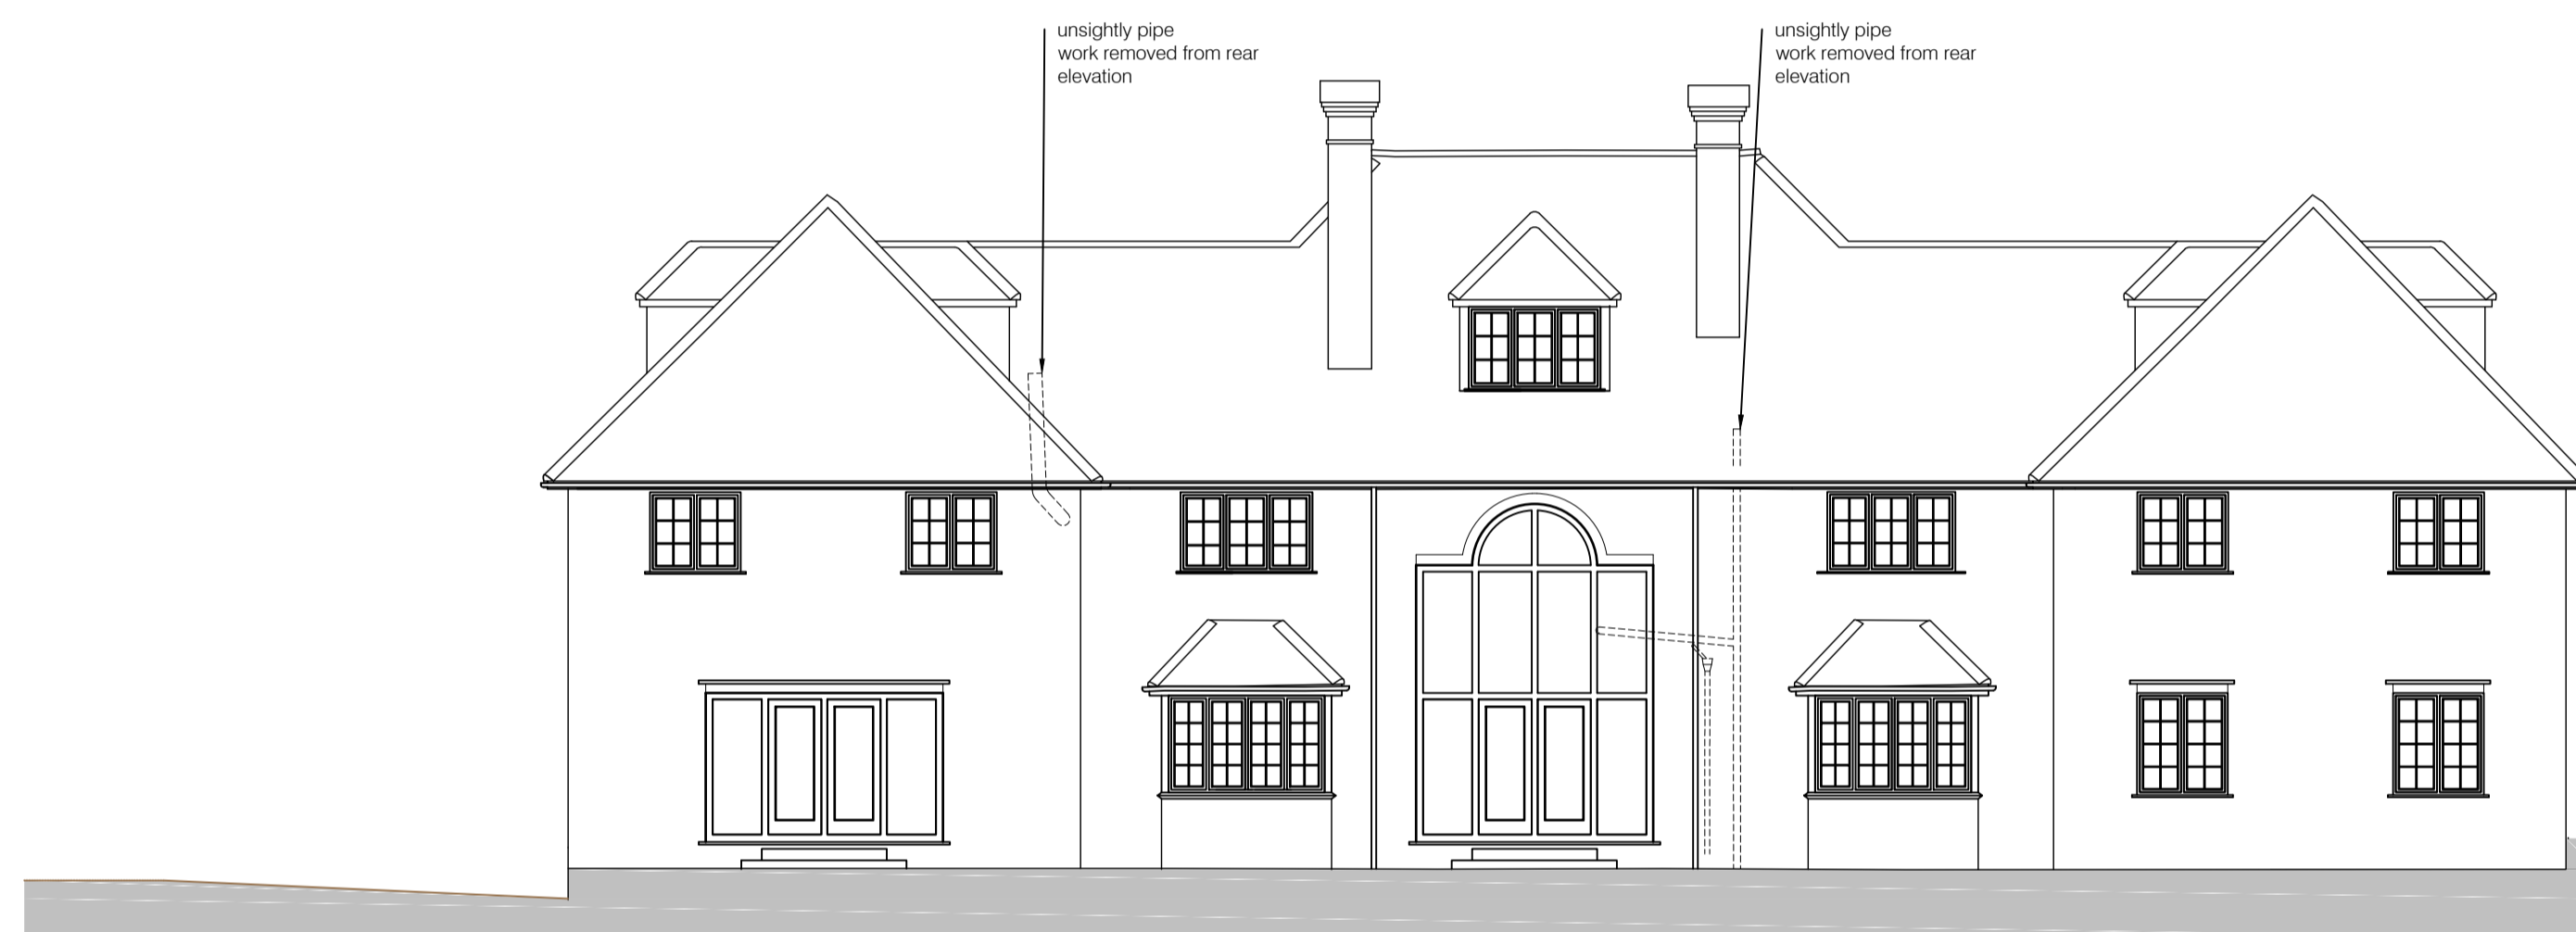 unsightly pipe
work removed from rear
elevation
unsightly pipe
work removed from rear
elevation